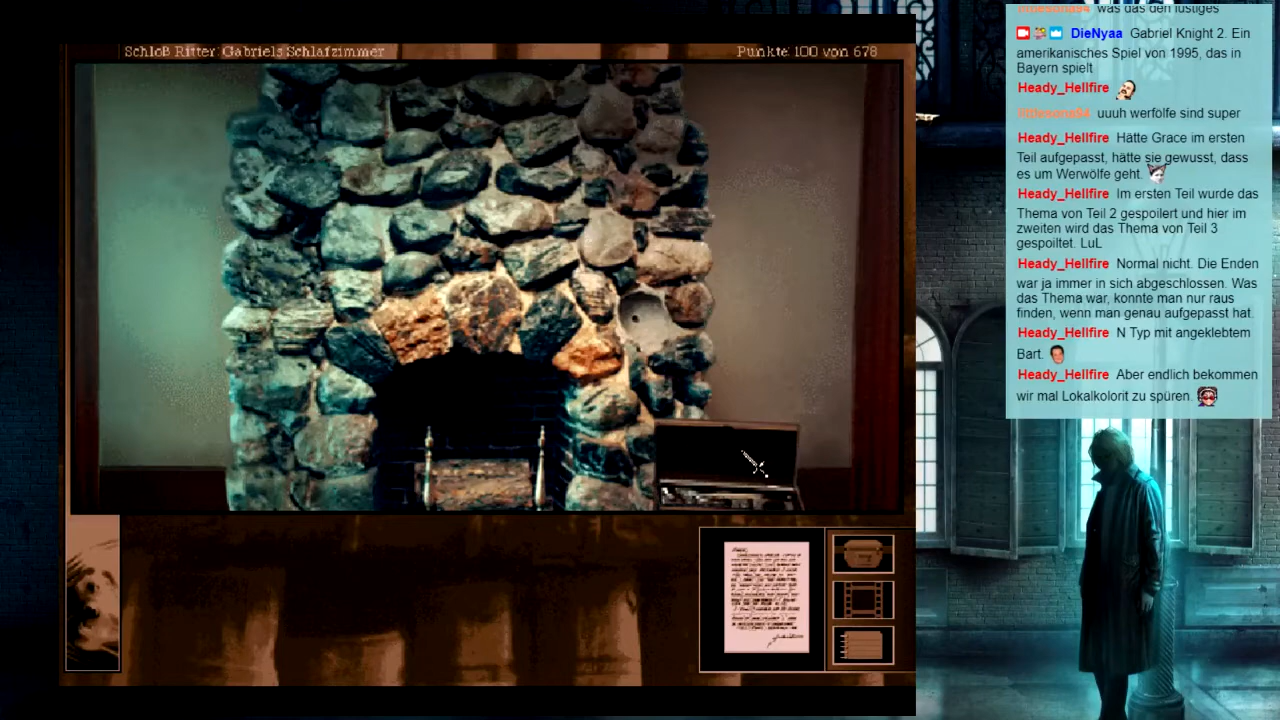 Schloß Ritter: Gabriels Schlafzimmer
Punkte: 100 von 678
was das den lustiges
DieNyaa Gabriel Knight 2. Ein
amerikanisches Spiel von 1995, das in
Bayern spielt
Heady_Hellfire
uuuh werfölfe sind super
Heady_Hellfire Hätte Grace im ersten
Teil aufgepasst, hätte sie gewusst, dass
es um Werwölfe geht.
Heady_Hellfire Im ersten Teil wurde das
Thema von Teil 2 gespoilert und hier im
zweiten wird das Thema von Teil 3
gespoiltet. LuL
Heady_Hellfire Normal nicht. Die Enden
war ja immer in sich abgeschlossen. Was
das Thema war, konnte man nur raus
finden, wenn man genau aufgepasst hat.
Heady_Hellfire N Typ mit angeklebtem
Bart.
Heady_Hellfire Aber endlich bekommen
wir mal Lokalkolorit zu spüren.